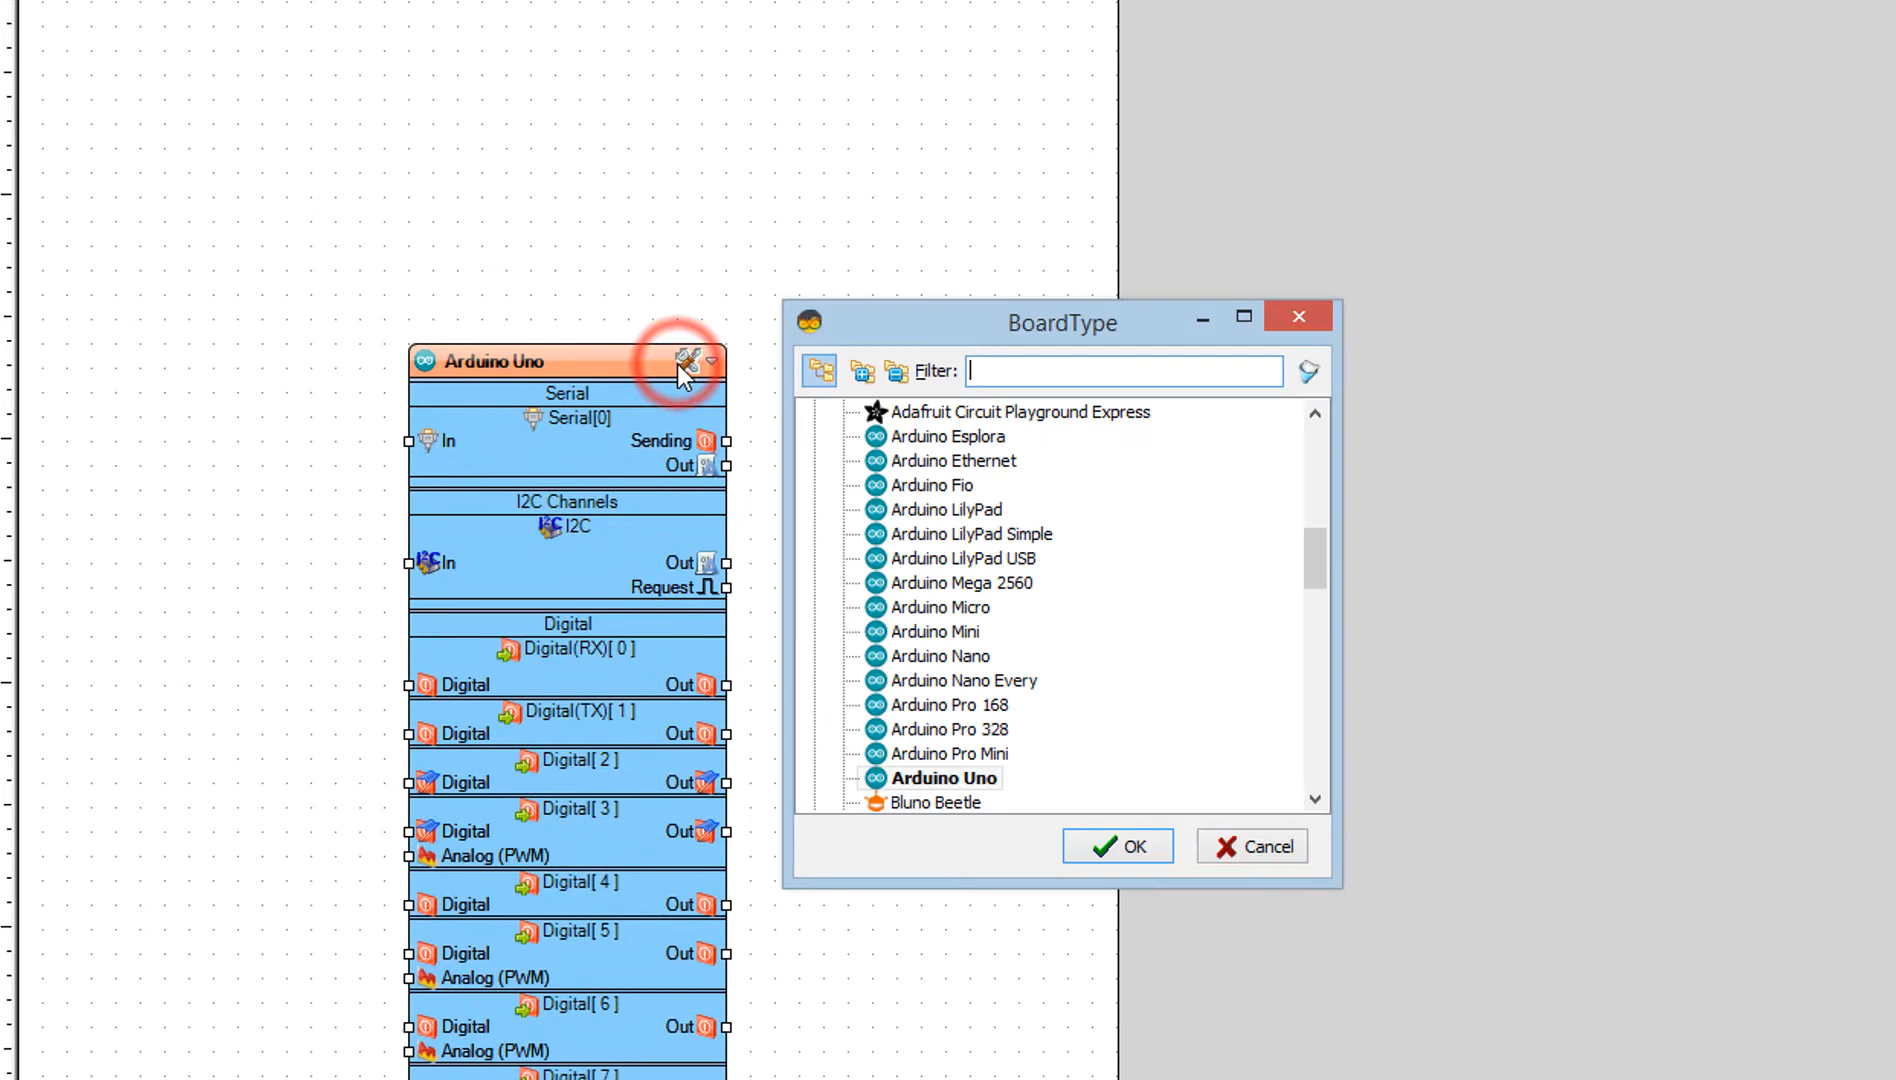 Arduino Uno
Serial
Serial[0]
In
Sending
Out
I2C Channels
I2C
I2C
In
Out
Request
Digital
Digital(RX)[ 0 ]
Digital
Out
Digital(TX)[ 1 ]
Digital
Out
Digital[ 2 ]
Digital
Out
Digital[ 3 ]
Digital
Out
Analog (PWM)
Digital[ 4 ]
Digital
Out
Digital[ 5 ]
Digital
Out
Analog (PWM)
Digital[ 6 ]
Digital
Out
Analog (PWM)
Digital[ 7 ]
BoardType
Filter:
Adafruit Circuit Playground Express
Arduino Esplora
Arduino Ethernet
Arduino Fio
Arduino LilyPad
Arduino LilyPad Simple
Arduino LilyPad USB
Arduino Mega 2560
Arduino Micro
Arduino Mini
Arduino Nano
Arduino Nano Every
Arduino Pro 168
Arduino Pro 328
Arduino Pro Mini
Arduino Uno
Bluno Beetle
OK
Cancel